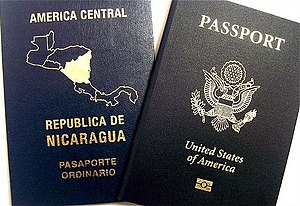 AMERICA CENTRAL
REPUBLICA DE
NICARAGUA
PASAPORTE
ORDINARIO
PASSPORT
United States
of America